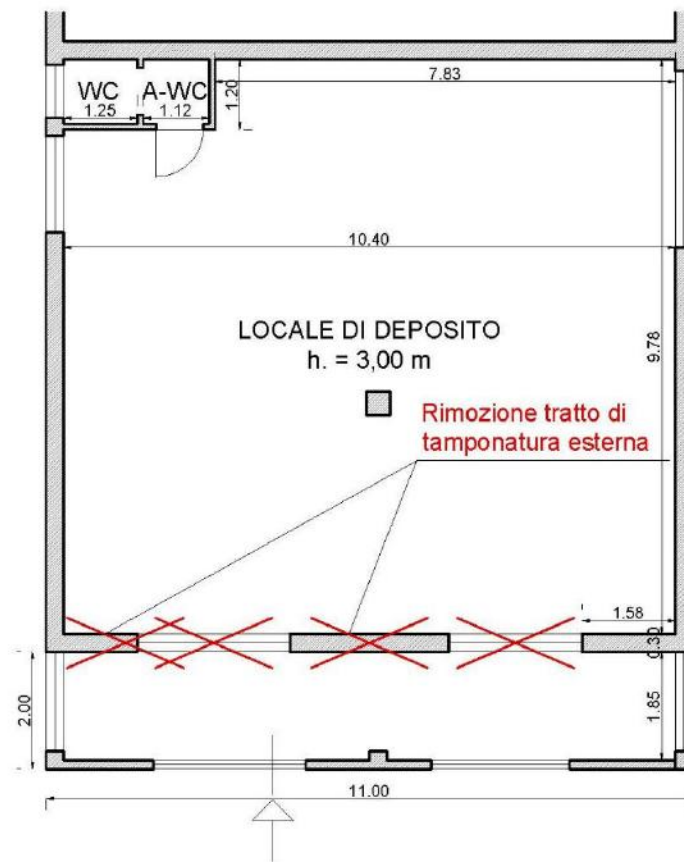 WC A-WC
1.25 1.12
1.20
7.83
10.40
LOCALE DI DEPOSITO
h. = 3,00 m
9.78
Rimozione tratto di
tamponatura esterna
1.58
0.30
2.00
1.85
11.00